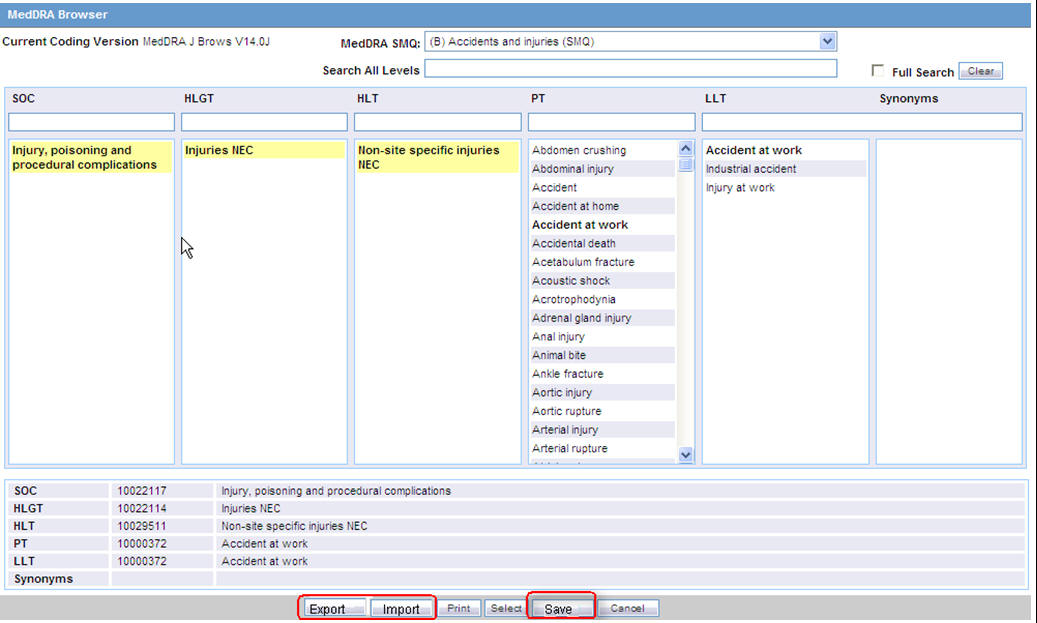 MedDRA Browser
Current Coding Version MedDRA J Brows V14.0J
MedDRA SMQ: (B) Accidents and injuries (SMQ)
Search All Levels
Full Search Clear
SOC HLGT HLT PT LLT Synonyms
Injury, poisoning and
procedural complications
Injuries NEC
Non-site specific injuries
NEC
Abdomen crushing
Abdominal injury
Accident
Accident at home
Accident at work
Accidental death
Acetabulum fracture
Acoustic shock
Acrotrophodynia
Adrenal gland injury
Anal injury
Animal bite
Ankle fracture
Aortic injury
Aortic rupture
Arterial injury
Arterial rupture
Accident at work
Industrial accident
Injury at work
SOC 10022117 Injury, poisoning and procedural complications
HLGT 10022114 Injuries NEC
HLT 10029511 Non-site specific injuries NEC
PT 10000372 Accident at work
LLT 10000372 Accident at work
Synonyms
Export Import Print Select Save Cancel